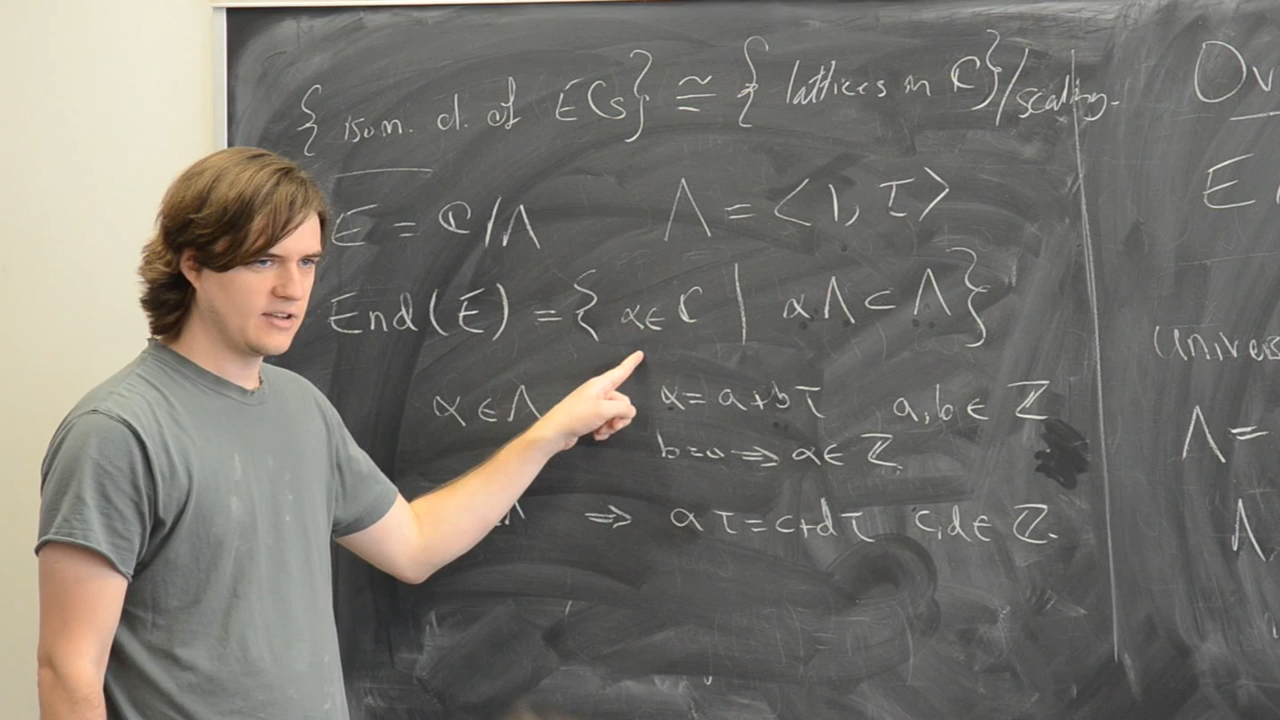 { isom. cl. of ECs} ≅ { lattices in ℂ}/scaling.
E = ℂ/Λ Λ = <1, τ>
End(E) = { α∈ ℂ | αΛ ⊂ Λ }
α ∈ Λ α = a+bτ a,b ∈ ℤ
b=0 ⇒ α∈ ℤ.
Λ ⇒ ατ = c+dτ c,d∈ ℤ.
Ov
E
Univers
Λ =
Λ